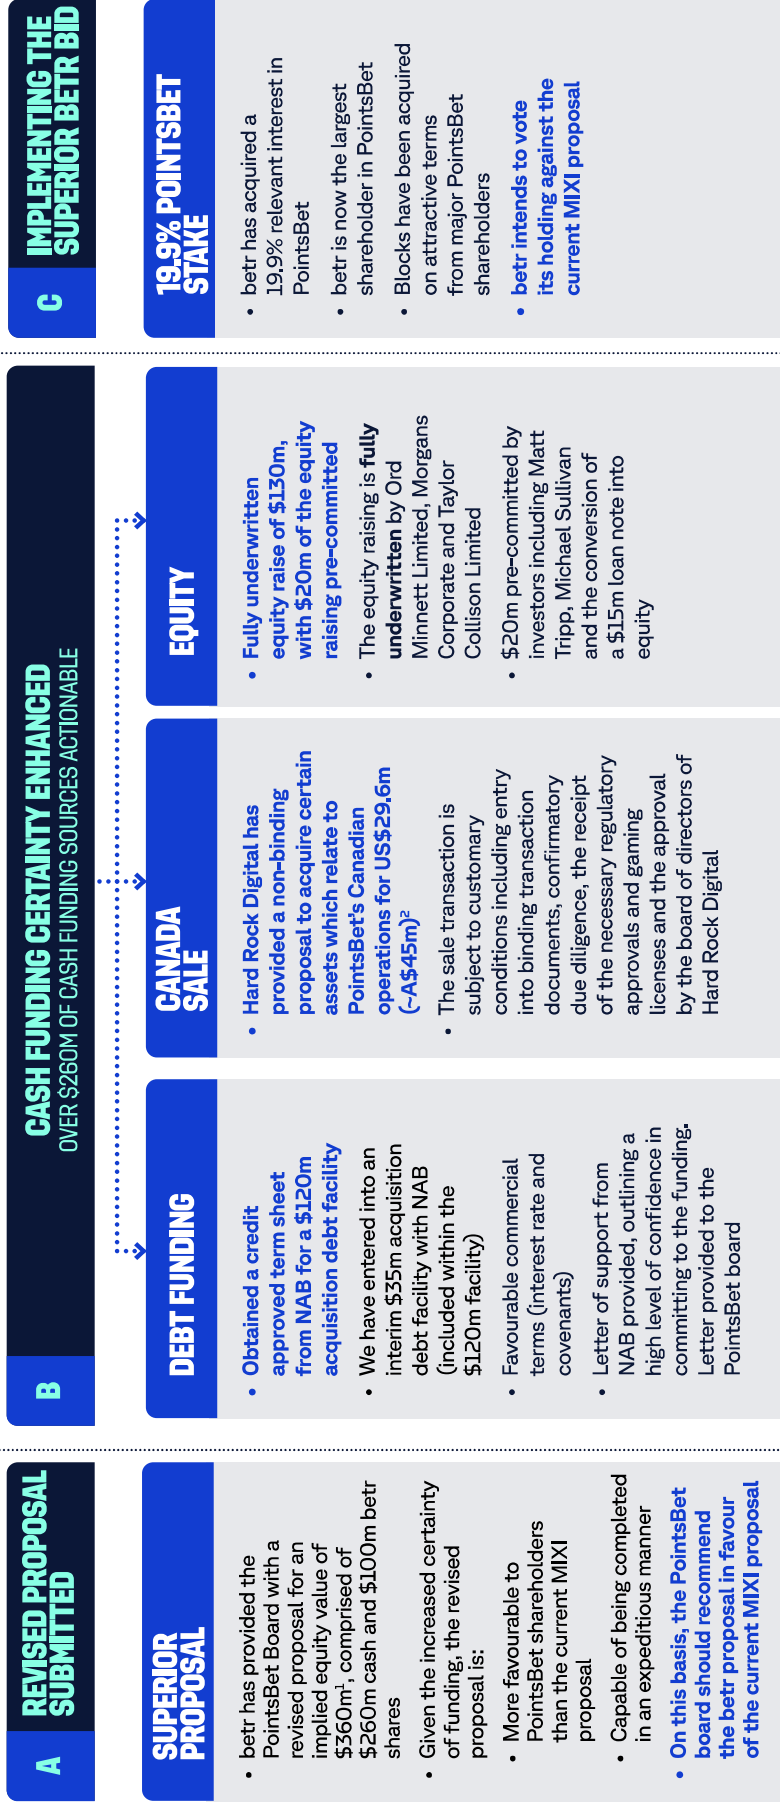 A
REVISED PROPOSAL
SUBMITTED
SUPERIOR
PROPOSAL
• betr has provided the
PointsBet Board with a
revised proposal for an
implied equity value of
$360m¹, comprised of
$260m cash and $100m betr
shares
• Given the increased certainty
of funding, the revised
proposal is:
• More favourable to
PointsBet shareholders
than the current MIXI
proposal
• Capable of being completed
in an expeditious manner
• On this basis, the PointsBet
board should recommend
the betr proposal in favour
of the current MIXI proposal
B
CASH FUNDING CERTAINTY ENHANCED
OVER $260M OF CASH FUNDING SOURCES ACTIONABLE
DEBT FUNDING
• Obtained a credit
approved term sheet
from NAB for a $120m
acquisition debt facility
• We have entered into an
interim $35m acquisition
debt facility with NAB
(included within the
$120m facility)
• Favourable commercial
terms (interest rate and
covenants)
• Letter of support from
NAB provided, outlining a
high level of confidence in
committing to the funding.
Letter provided to the
PointsBet board
CANADA
SALE
• Hard Rock Digital has
provided a non-binding
proposal to acquire certain
assets which relate to
PointsBet's Canadian
operations for US$29.6m
(~A$45m)²
• The sale transaction is
subject to customary
conditions including entry
into binding transaction
documents, confirmatory
due diligence, the receipt
of the necessary regulatory
approvals and gaming
licenses and the approval
by the board of directors of
Hard Rock Digital
EQUITY
• Fully underwritten
equity raise of $130m,
with $20m of the equity
raising pre-committed
• The equity raising is fully
underwritten by Ord
Minnett Limited, Morgans
Corporate and Taylor
Collison Limited
• $20m pre-committed by
investors including Matt
Tripp, Michael Sullivan
and the conversion of
a $15m loan note into
equity
C
IMPLEMENTING THE
SUPERIOR BETR BID
19.9% POINTSBET
STAKE
• betr has acquired a
19.9% relevant interest in
PointsBet
• betr is now the largest
shareholder in PointsBet
• Blocks have been acquired
on attractive terms
from major PointsBet
shareholders
• betr intends to vote
its holding against the
current MIXI proposal